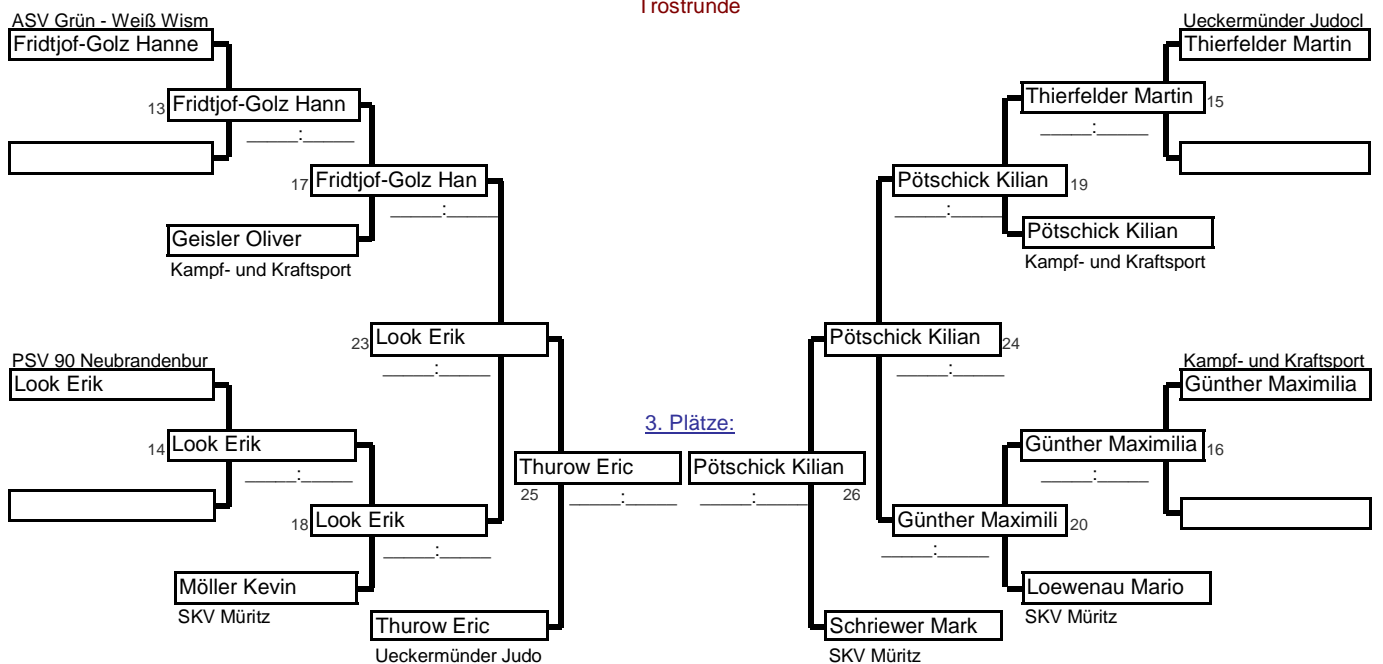 Trostrunde
ASV Grün - Weiß Wism
Fridtjof-Golz Hanne
13 Fridtjof-Golz Hann
_____:_____
17 Fridtjof-Golz Han
_____:_____
Geisler Oliver
Kampf- und Kraftsport
23 Look Erik
_____:_____
PSV 90 Neubrandenbur
Look Erik
14 Look Erik
_____:_____
18 Look Erik
_____:_____
Möller Kevin
SKV Müritz
Thurow Eric
Ueckermünder Judo
3. Plätze:
Thurow Eric
25 _____:_____
Pötschick Kilian
_____:_____ 26
Ueckermünder Judocl
Thierfelder Martin
Thierfelder Martin 15
_____:_____
Pötschick Kilian 19
_____:_____
Pötschick Kilian
Kampf- und Kraftsport
Pötschick Kilian 24
_____:_____
Kampf- und Kraftsport
Günther Maximilia
Günther Maximilia 16
_____:_____
Günther Maximili 20
_____:_____
Loewenau Mario
SKV Müritz
Schriewer Mark
SKV Müritz